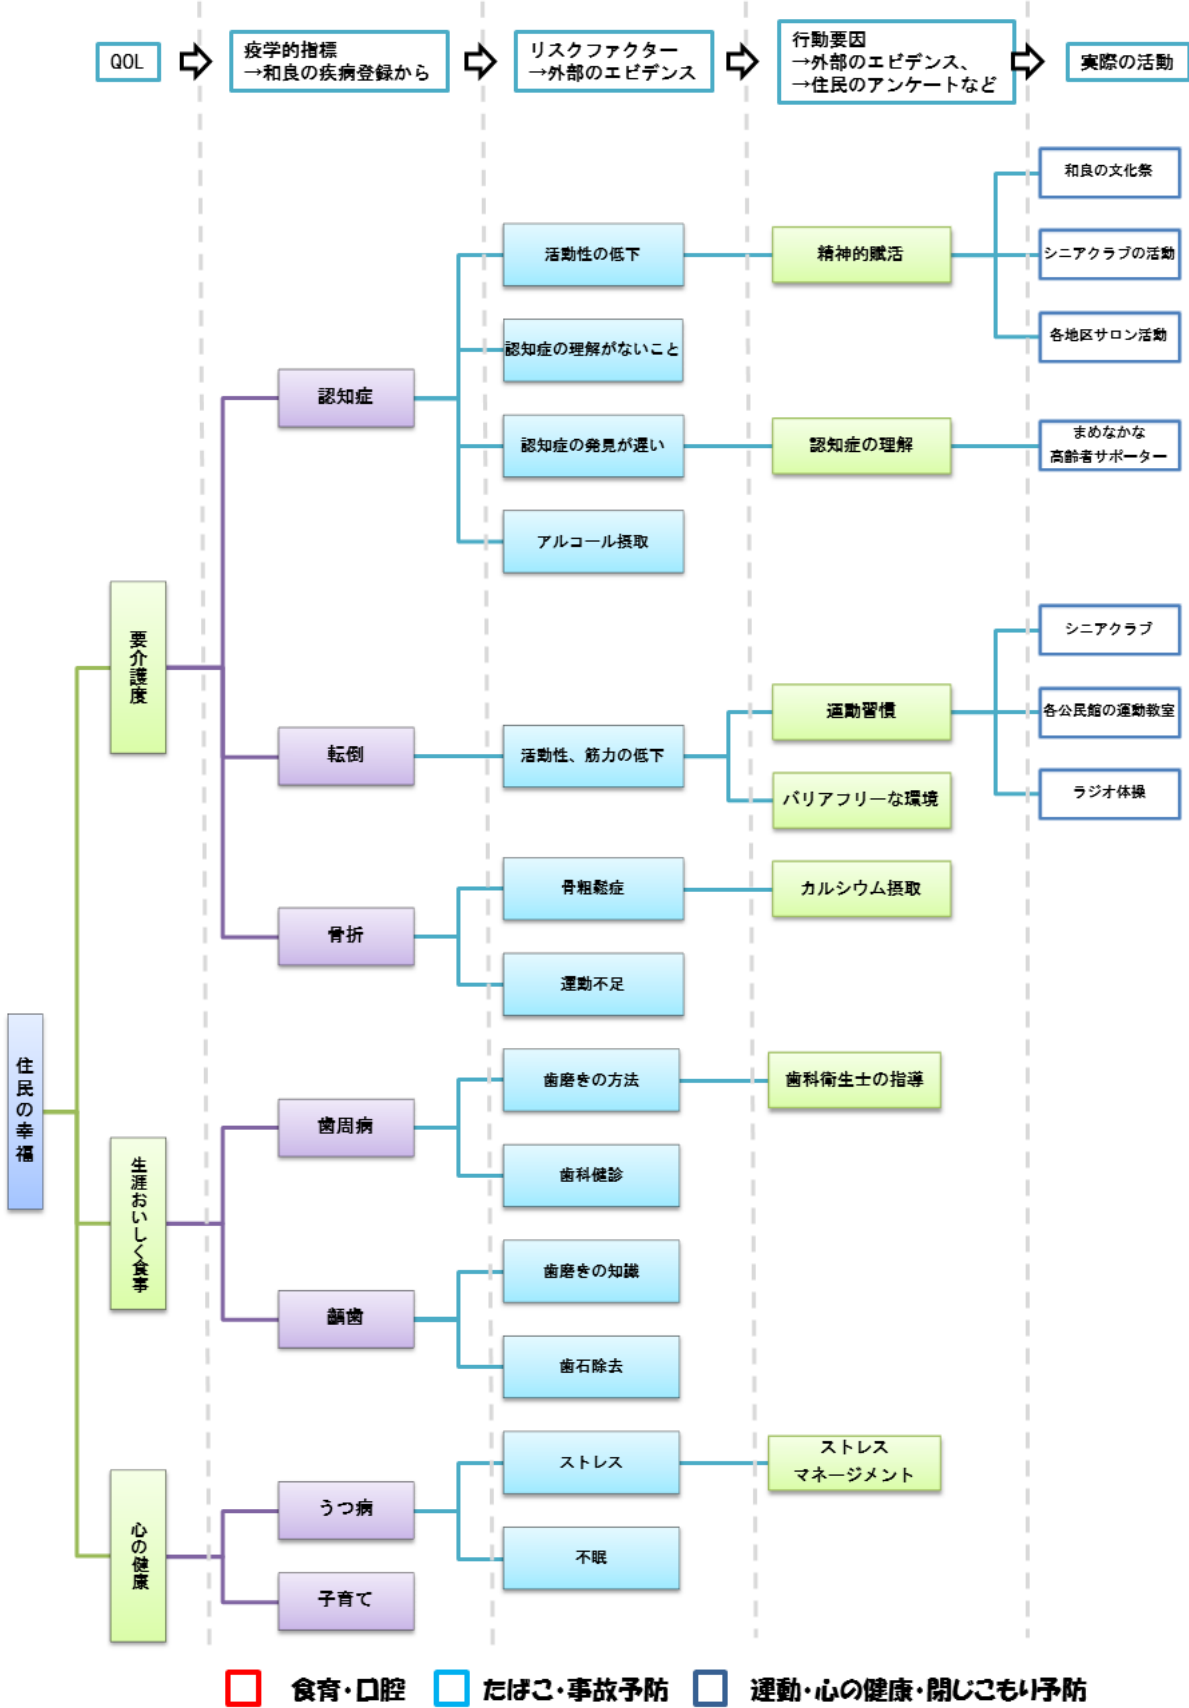 QOL
疫学的指標
→和良の疾病登録から
リスクファクター
→外部のエビデンス
行動要因
→外部のエビデンス、
→住民のアンケートなど
実際の活動
住民の幸福
要介護度
認知症
活動性の低下
精神的賦活
和良の文化祭
シニアクラブの活動
各地区サロン活動
認知症の理解がないこと
認知症の発見が遅い
認知症の理解
まめなかな
高齢者サポーター
アルコール摂取
転倒
活動性、筋力の低下
運動習慣
シニアクラブ
各公民館の運動教室
ラジオ体操
バリアフリーな環境
骨折
骨粗鬆症
カルシウム摂取
運動不足
生涯おいしく食事
歯周病
歯磨きの方法
歯科衛生士の指導
歯科健診
齲歯
歯磨きの知識
歯石除去
心の健康
うつ病
ストレス
ストレス
マネージメント
不眠
子育て
食育・口腔
たばこ・事故予防
運動・心の健康・閉じこもり予防